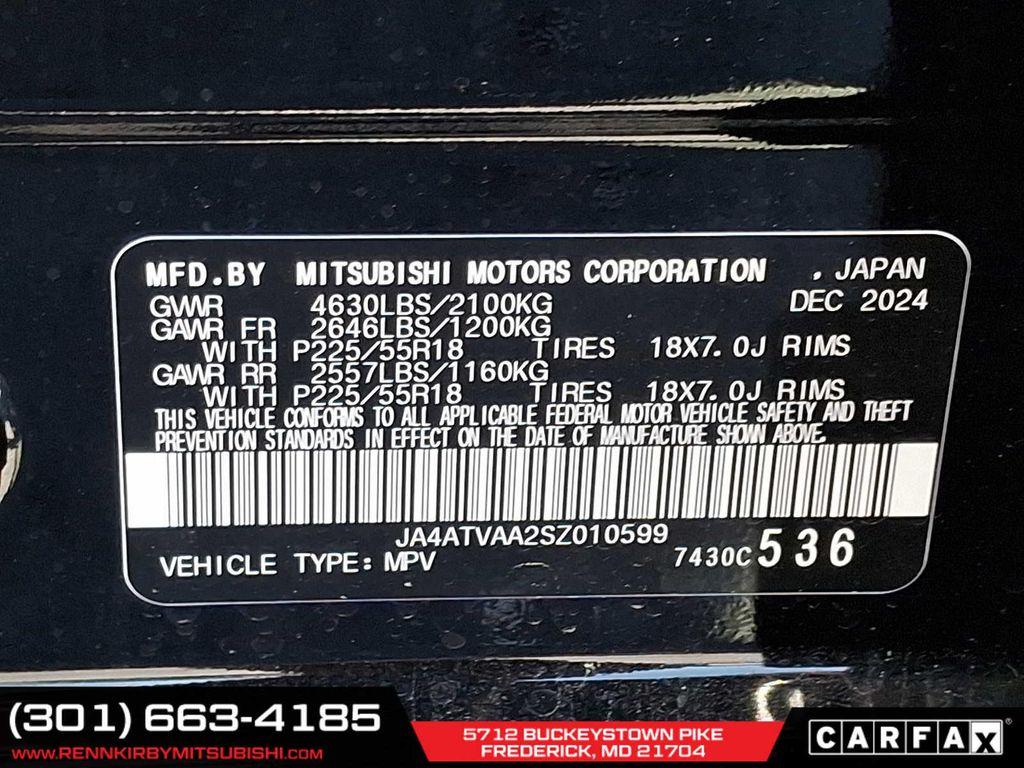 MFD.BY MITSUBISHI MOTORS CORPORATION . JAPAN
GVWR 4630LBS/2100KG DEC 2024
GAWR FR 2646LBS/1200KG
WITH P225/55R18 TIRES 18X7.0J RIMS
GAWR RR 2557LBS/1160KG
WITH P225/55R18 TIRES 18X7.0J RIMS
THIS VEHICLE CONFORMS TO ALL APPLICABLE FEDERAL MOTOR VEHICLE SAFETY AND THEFT
PREVENTION STANDARDS IN EFFECT ON THE DATE OF MANUFACTURE SHOWN ABOVE.
JA4ATVAA2SZ010599
VEHICLE TYPE: MPV 7430C 536
(301) 663-4185
WWW.RENNKIRBYMITSUBISHI.COM
5712 BUCKEYSTOWN PIKE
FREDERICK, MD 21704
CARFAX